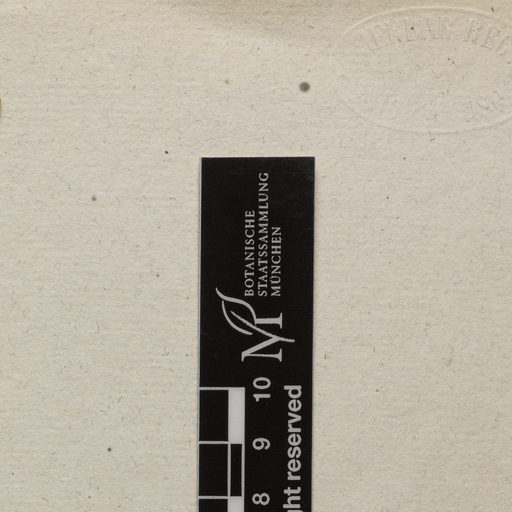 BOTANISCHE
STAATSSAMMLUNG
MÜNCHEN
M
10
9
8
ght reserved